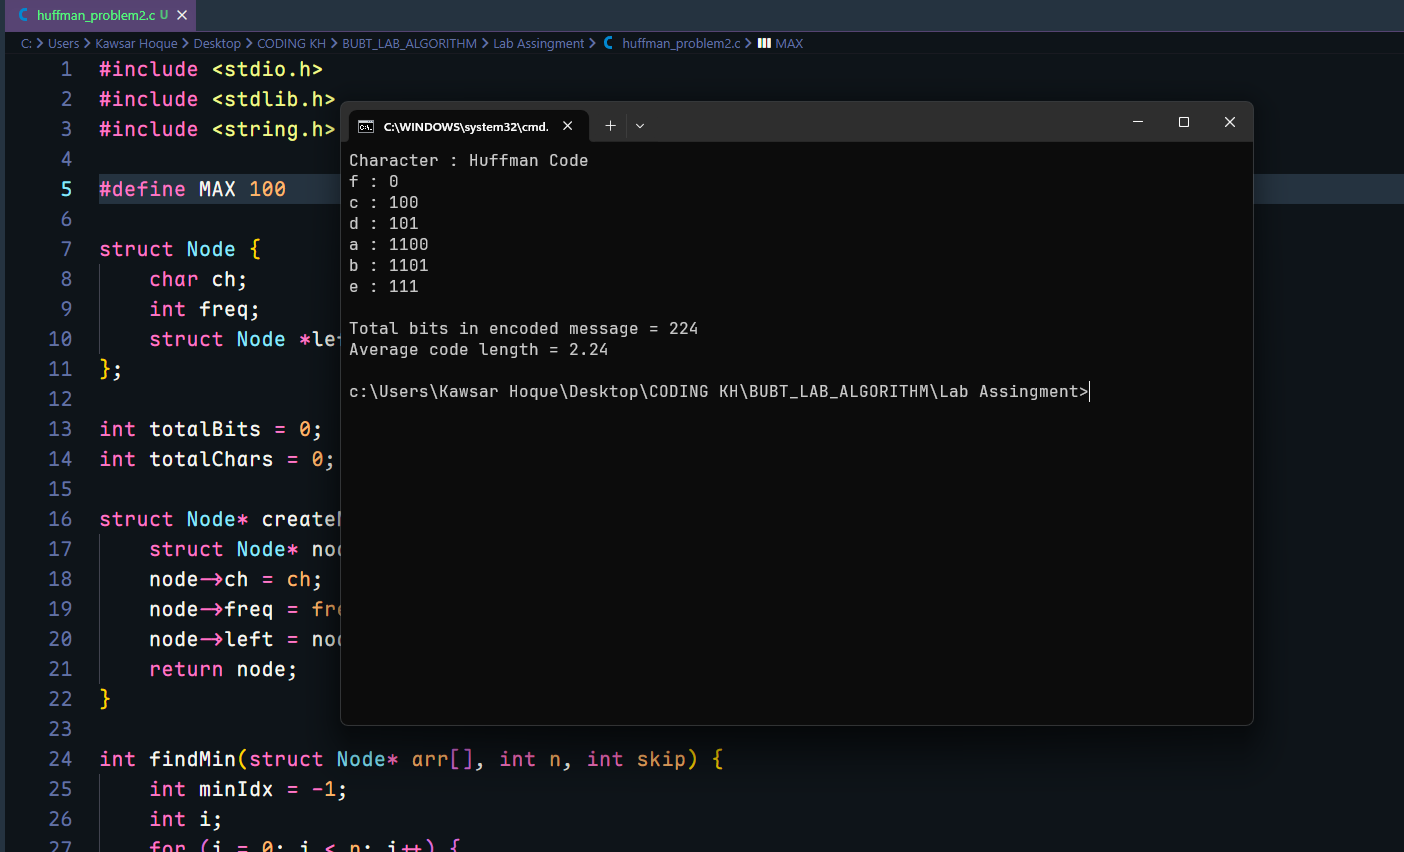 huffman_problem2.c U
C: > Users > Kawsar Hoque > Desktop > CODING KH > BUBT_LAB_ALGORITHM > Lab Assingment > C huffman_problem2.c > MAX
1 #include <stdio.h>
2 #include <stdlib.h>
3 #include <string.h>
4
5 #define MAX 100
6
7 struct Node {
8 char ch;
9 int freq;
10 struct Node
11 };
12
13 int totalBits = 0;
14 int totalChars = 0;
15
16 struct Node*
17 struct Node*
18 node->ch = ch;
19 node->freq =
20 node->left =
21 return node;
22 }
23
24 int findMin(struct Node* arr[], int n, int skip) {
25 int minIdx = -1;
26 int i;
27 for (i = 0; i < n; i++) {
C:\WINDOWS\system32\cmd.
Character : Huffman Code
f : 0
c : 100
d : 101
a : 1100
b : 1101
e : 111
Total bits in encoded message = 224
Average code length = 2.24
c:\Users\Kawsar Hoque\Desktop\CODING KH\BUBT_LAB_ALGORITHM\Lab Assingment>